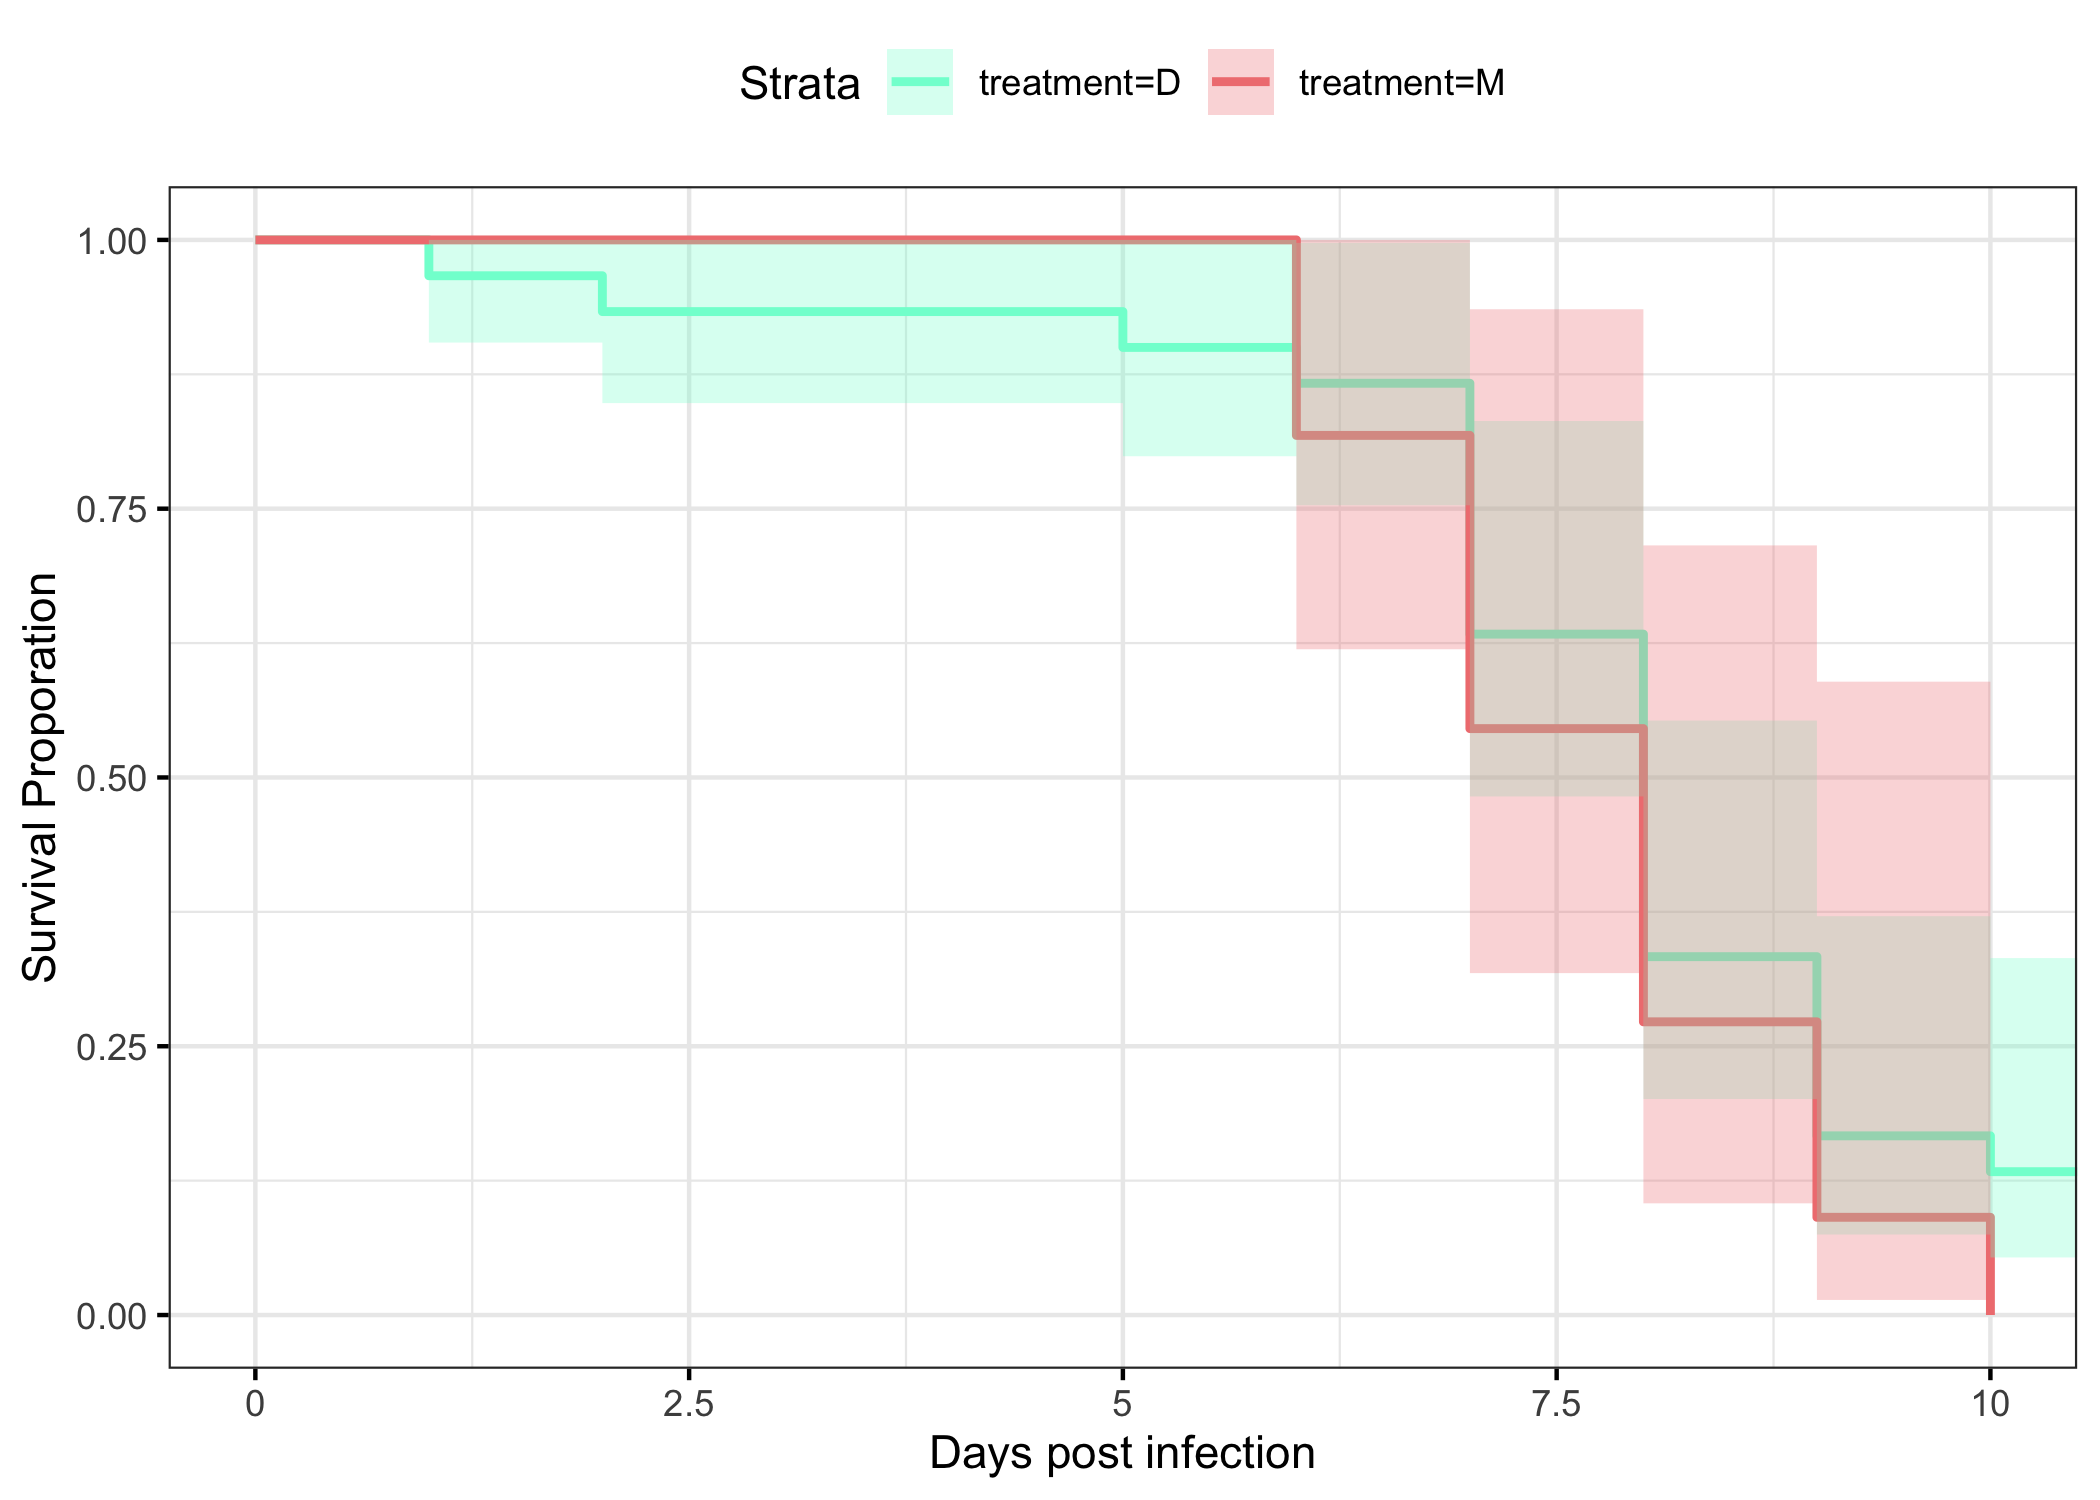 Strata treatment=D treatment=M
1.00
0.75
0.50
0.25
0.00
Survival Proporation
0 2.5 5 7.5 10
Days post infection